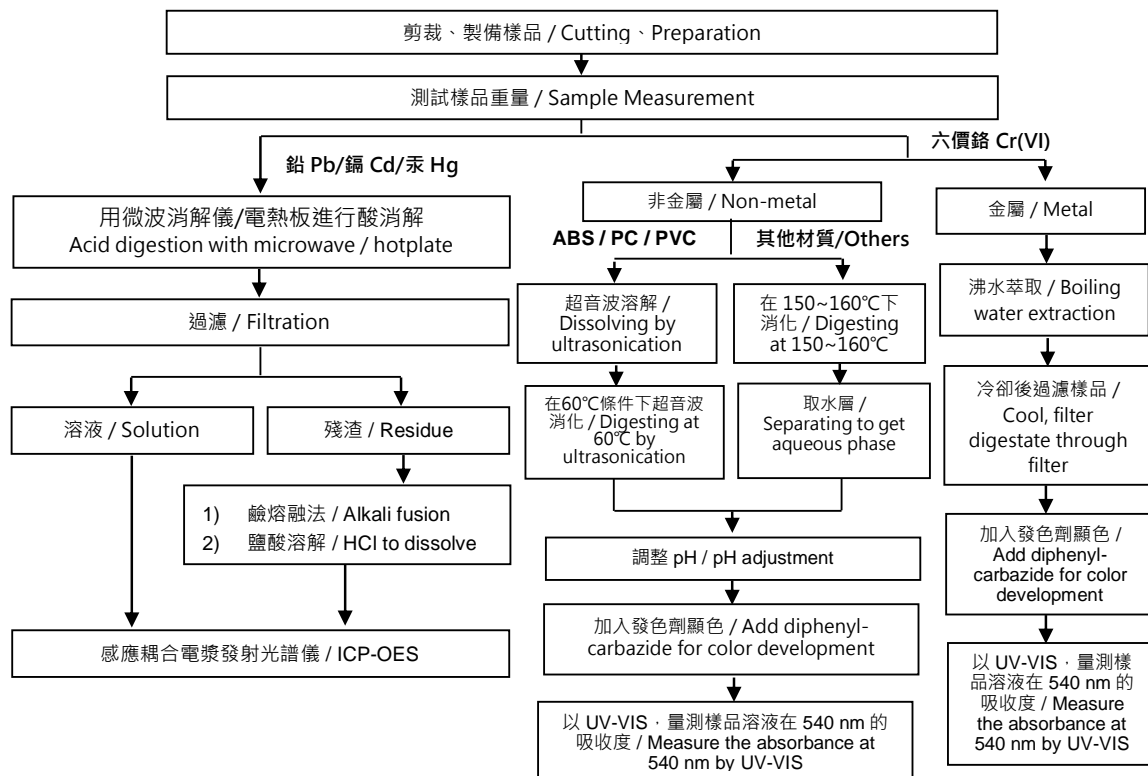 剪裁、製備樣品 / Cutting、Preparation
測試樣品重量 / Sample Measurement
六價鉻 Cr(VI)
鉛 Pb/鎘 Cd/汞 Hg
用微波消解儀/電熱板進行酸消解
Acid digestion with microwave / hotplate
過濾 / Filtration
溶液 / Solution
殘渣 / Residue
1) 鹼熔融法 / Alkali fusion
2) 鹽酸溶解 / HCl to dissolve
感應耦合電漿發射光譜儀 / ICP-OES
非金屬 / Non-metal
ABS / PC / PVC
其他材質/Others
超音波溶解 /
Dissolving by
ultrasonication
在60℃條件下超音波
消化 / Digesting at
60℃ by
ultrasonication
在 150~160℃下
消化 / Digesting
at 150~160℃
取水層 /
Separating to get
aqueous phase
調整 pH / pH adjustment
加入發色劑顯色 / Add diphenyl-
carbazide for color development
以 UV-VIS，量測樣品溶液在 540 nm 的
吸收度 / Measure the absorbance at
540 nm by UV-VIS
金屬 / Metal
沸水萃取 / Boiling
water extraction
冷卻後過濾樣品 /
Cool, filter
digestate through
filter
加入發色劑顯色 /
Add diphenyl-
carbazide for color
development
以 UV-VIS，量測樣
品溶液在 540 nm 的
吸收度 / Measure
the absorbance at
540 nm by UV-VIS